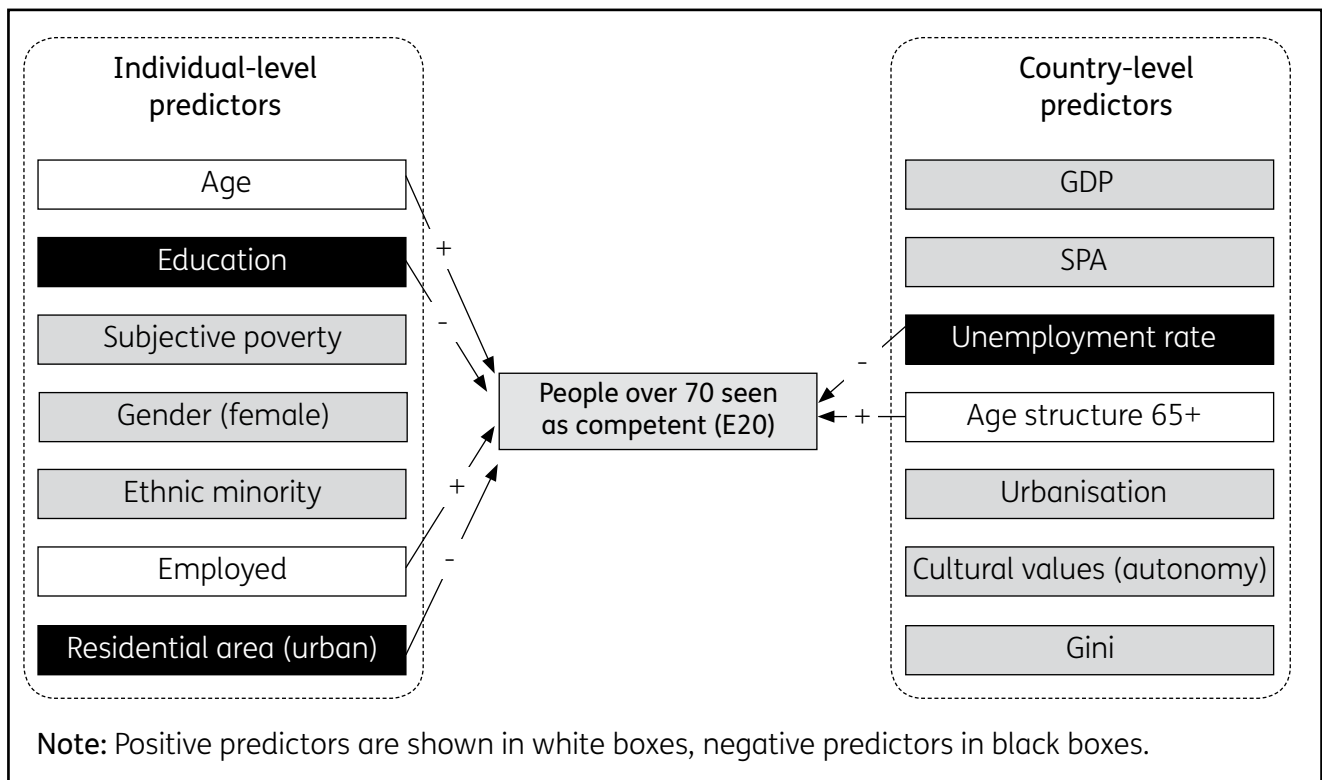 Individual-level
predictors
Age
Education
Subjective poverty
Gender (female)
Ethnic minority
Employed
Residential area (urban)
+
-
+
-
People over 70 seen
as competent (E20)
-
+
Country-level
predictors
GDP
SPA
Unemployment rate
Age structure 65+
Urbanisation
Cultural values (autonomy)
Gini
Note: Positive predictors are shown in white boxes, negative predictors in black boxes.